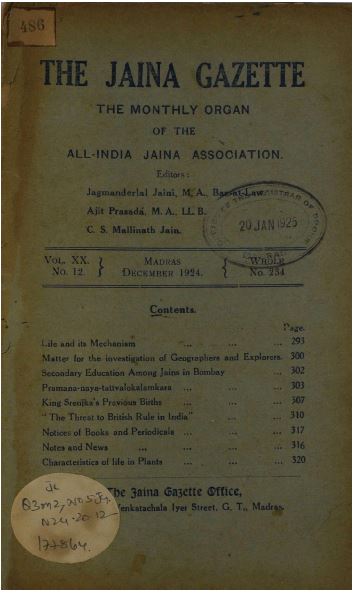 486
THE JAINA GAZETTE
THE MONTHLY ORGAN
OF THE
ALL-INDIA JAINA ASSOCIATION.
Editors:
Jagmanderlal Jaini, M. A., Bar-at-Law.
Ajit Prasada, M. A., LL. B.
C. S. Mallinath Jain.
20 JAN 1925
VOL. XX. No. 12. } MADRAS DECEMBER 1924. { WHOLE No. 234
Contents.
Page.
Life and its Mechanism ... ... ... 293
Matter for the investigation of Geographers and Explorers. 300
Secondary Education Among Jains in Bombay ... 302
Pramana-naya-tattvalokalamkara ... ... 303
King Srenika's Previous Births ... ... 307
" The Threat to British Rule in India" ... 310
Notices of Books and Periodicals ... ... 317
Notes and News ... ... ... 316
Characteristics of life in Plants ... ... 320
The Jaina Gazette Office,
Venkatachala Iyer Street, G. T., Madras.
N24.20.12
177864